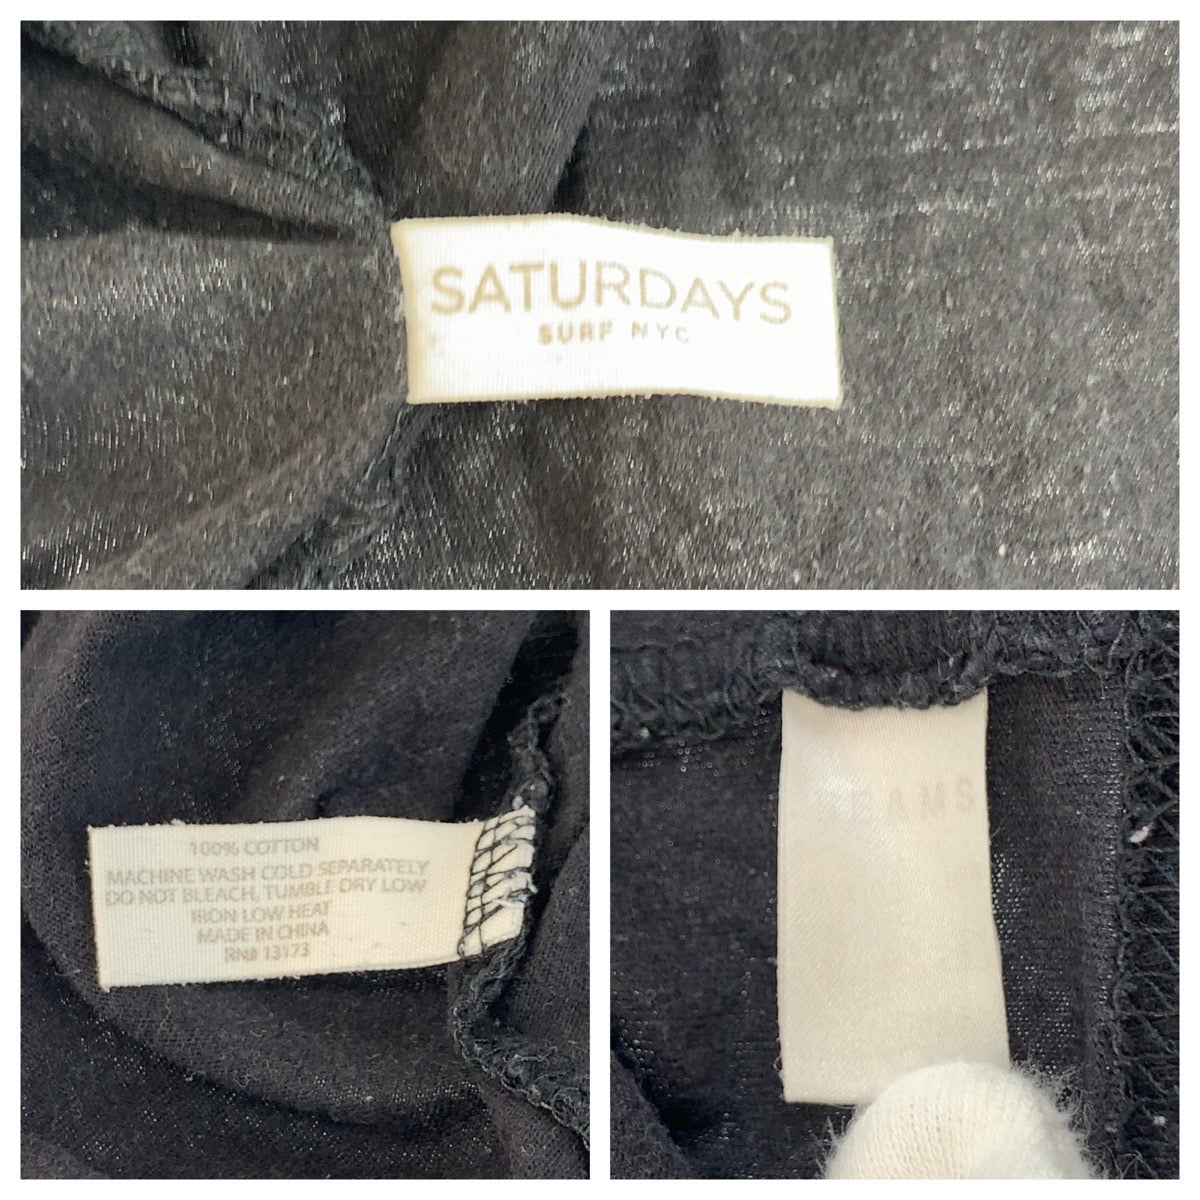 SATURDAYS
SURF NYC
100% COTTON
MACHINE WASH COLD SEPARATELY
DO NOT BLEACH, TUMBLE DRY LOW
IRON LOW HEAT
MADE IN CHINA
RN# 13173